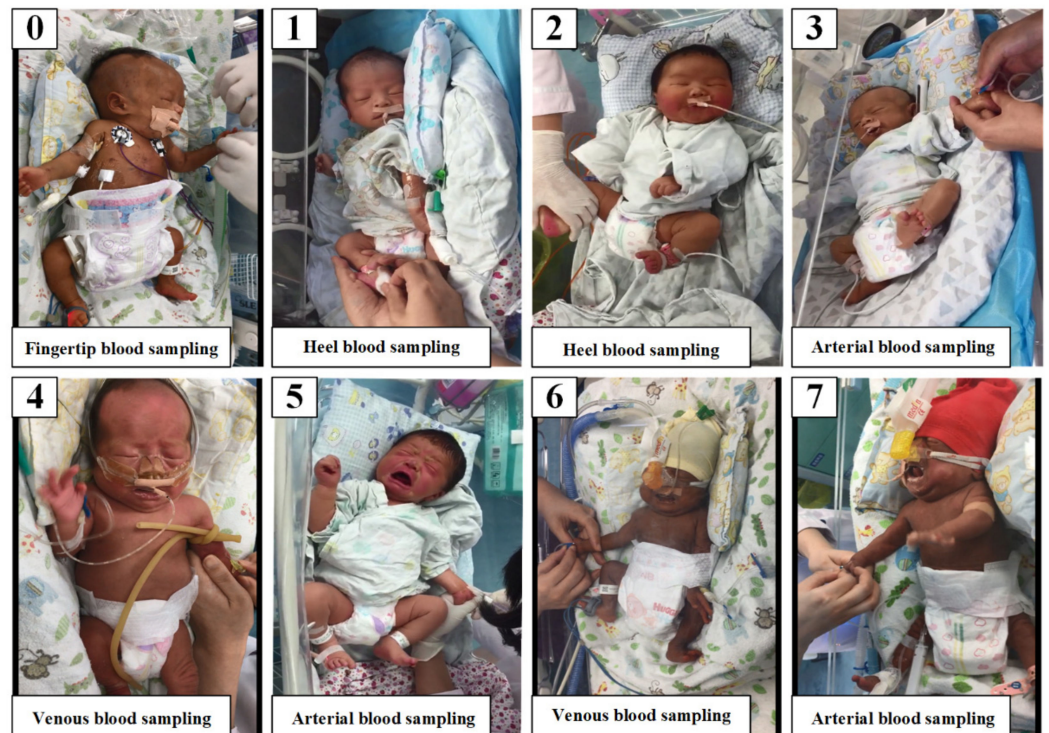 0
1
2
3
Fingertip blood sampling
Heel blood sampling
Heel blood sampling
Arterial blood sampling
4
5
6
7
Venous blood sampling
Arterial blood sampling
Venous blood sampling
Arterial blood sampling